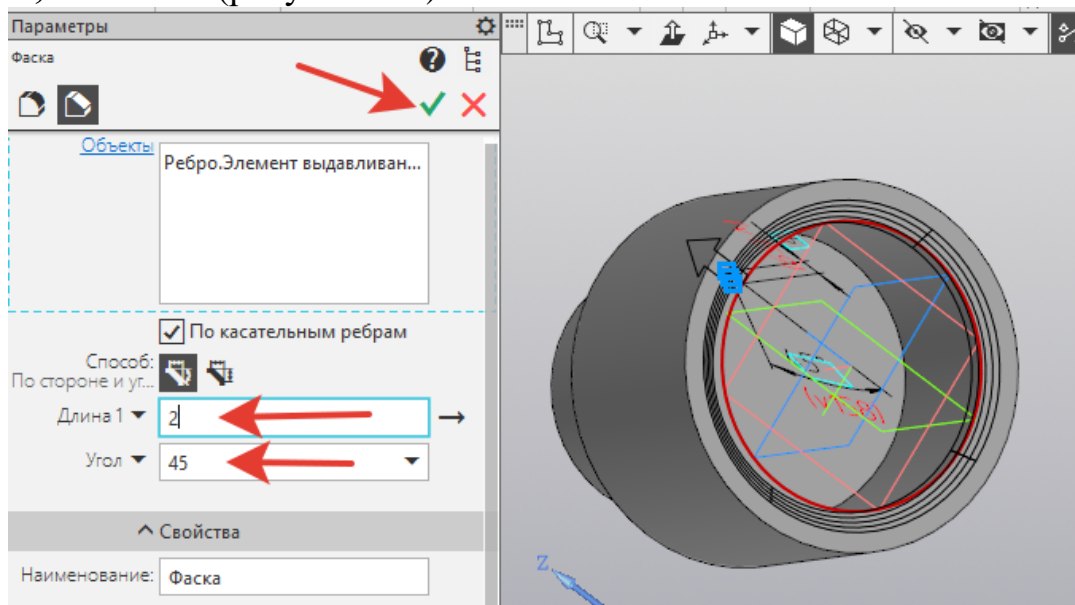 Параметры
Фаска
Объекты
Ребро.Элемент выдавливан...
По касательным ребрам
Способ:
По стороне и уг...
Длина 1
2
Угол
45
Свойства
Наименование:
Фаска
Z